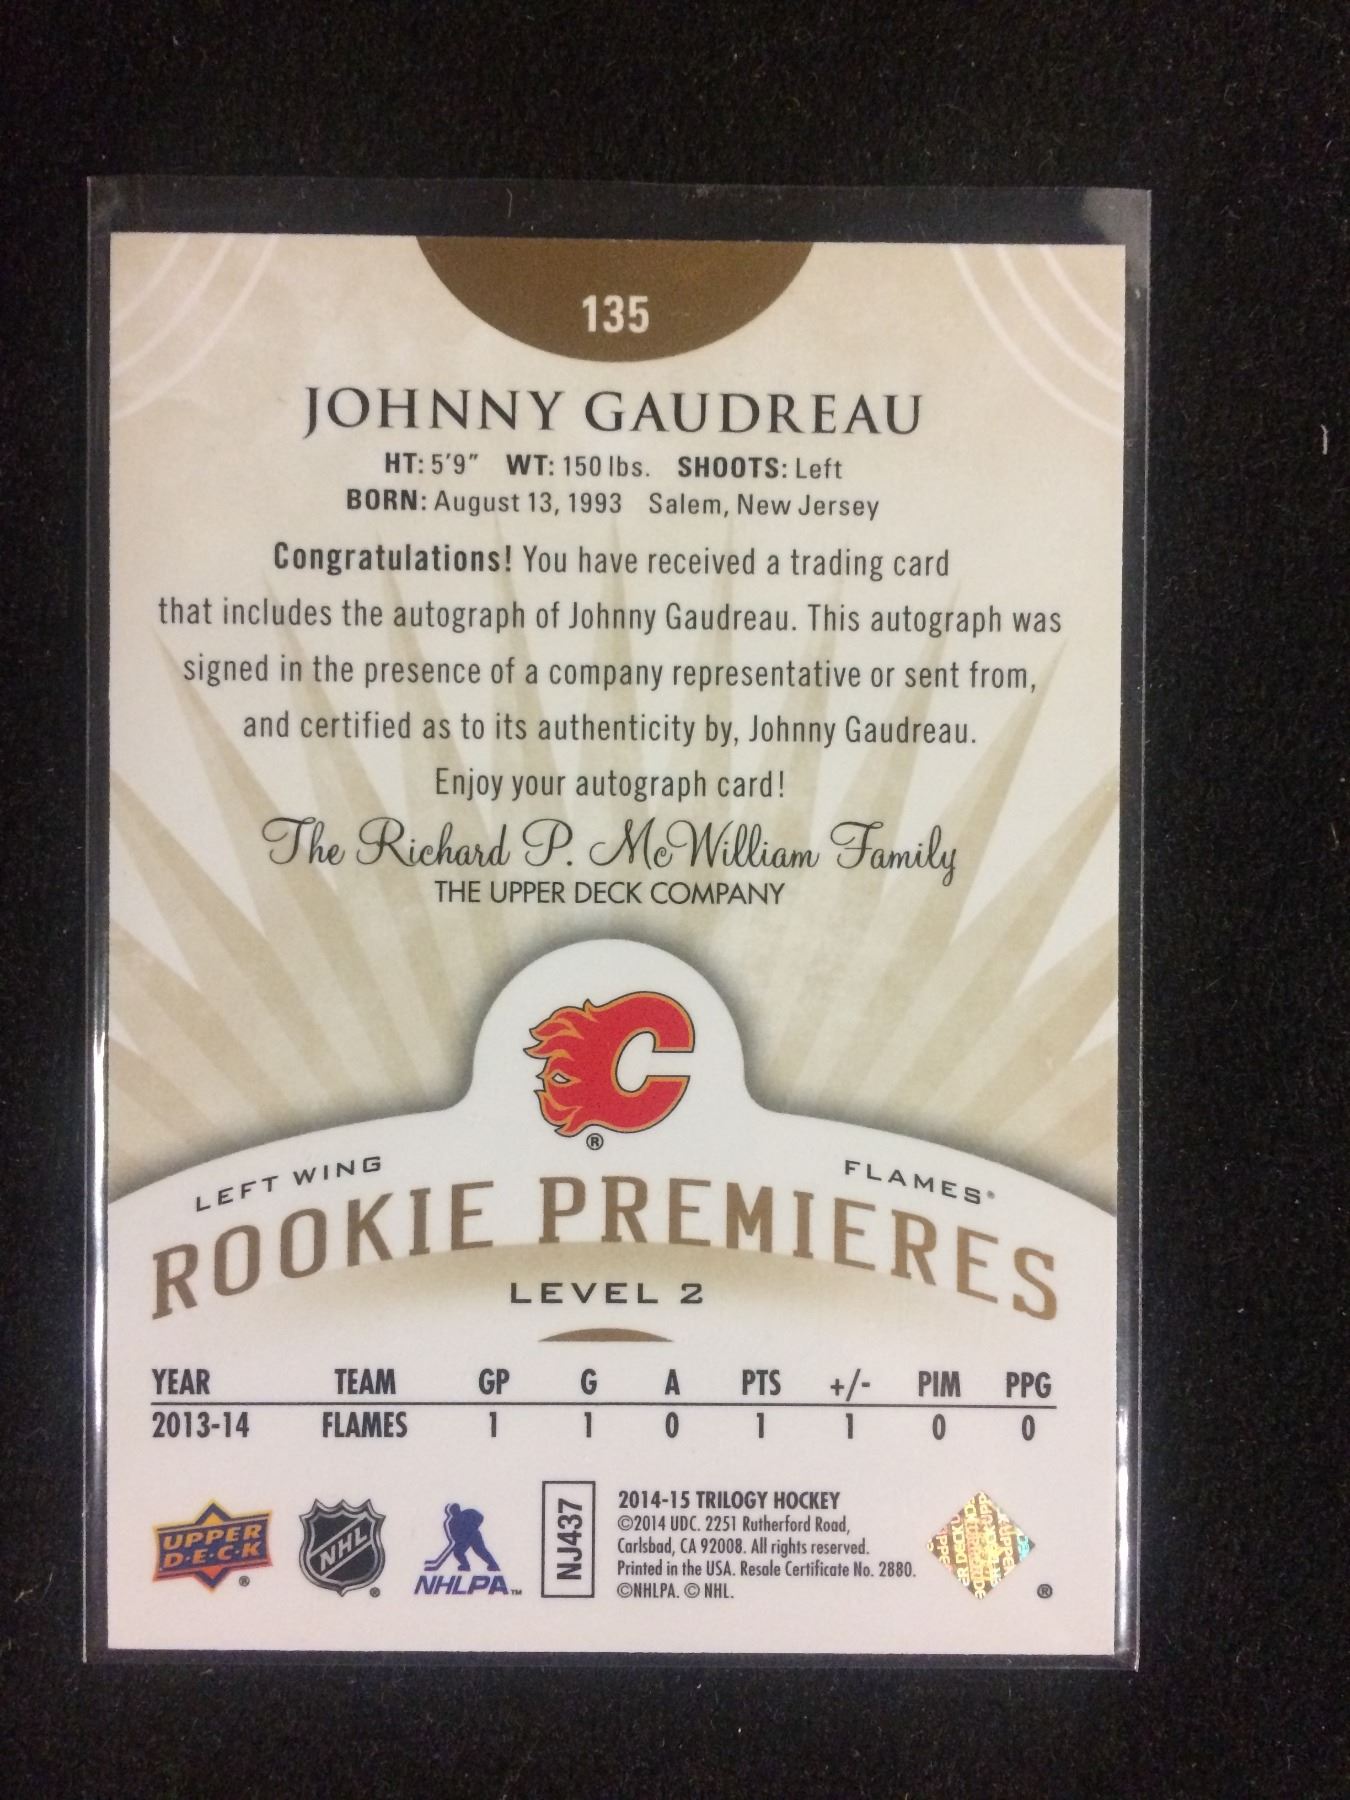 135
JOHNNY GAUDREAU
HT: 5'9" WT: 150 lbs. SHOOTS: Left
BORN: August 13, 1993 Salem, New Jersey
Congratulations! You have received a trading card
that includes the autograph of Johnny Gaudreau. This autograph was
signed in the presence of a company representative or sent from,
and certified as to its authenticity by, Johnny Gaudreau.
Enjoy your autograph card!
The Richard P. McWilliam Family
THE UPPER DECK COMPANY
C
®
LEFT WING FLAMES®
ROOKIE PREMIERES
LEVEL 2
YEAR TEAM GP G A PTS +/- PIM PPG
2013-14 FLAMES 1 1 0 1 1 0 0
UPPER
D·E·C·K®
NHL®
NHLPA™
NJ437
2014-15 TRILOGY HOCKEY
©2014 UDC. 2251 Rutherford Road,
Carlsbad, CA 92008. All rights reserved.
Printed in the USA. Resale Certificate No. 2880.
©NHLPA. © NHL.
®